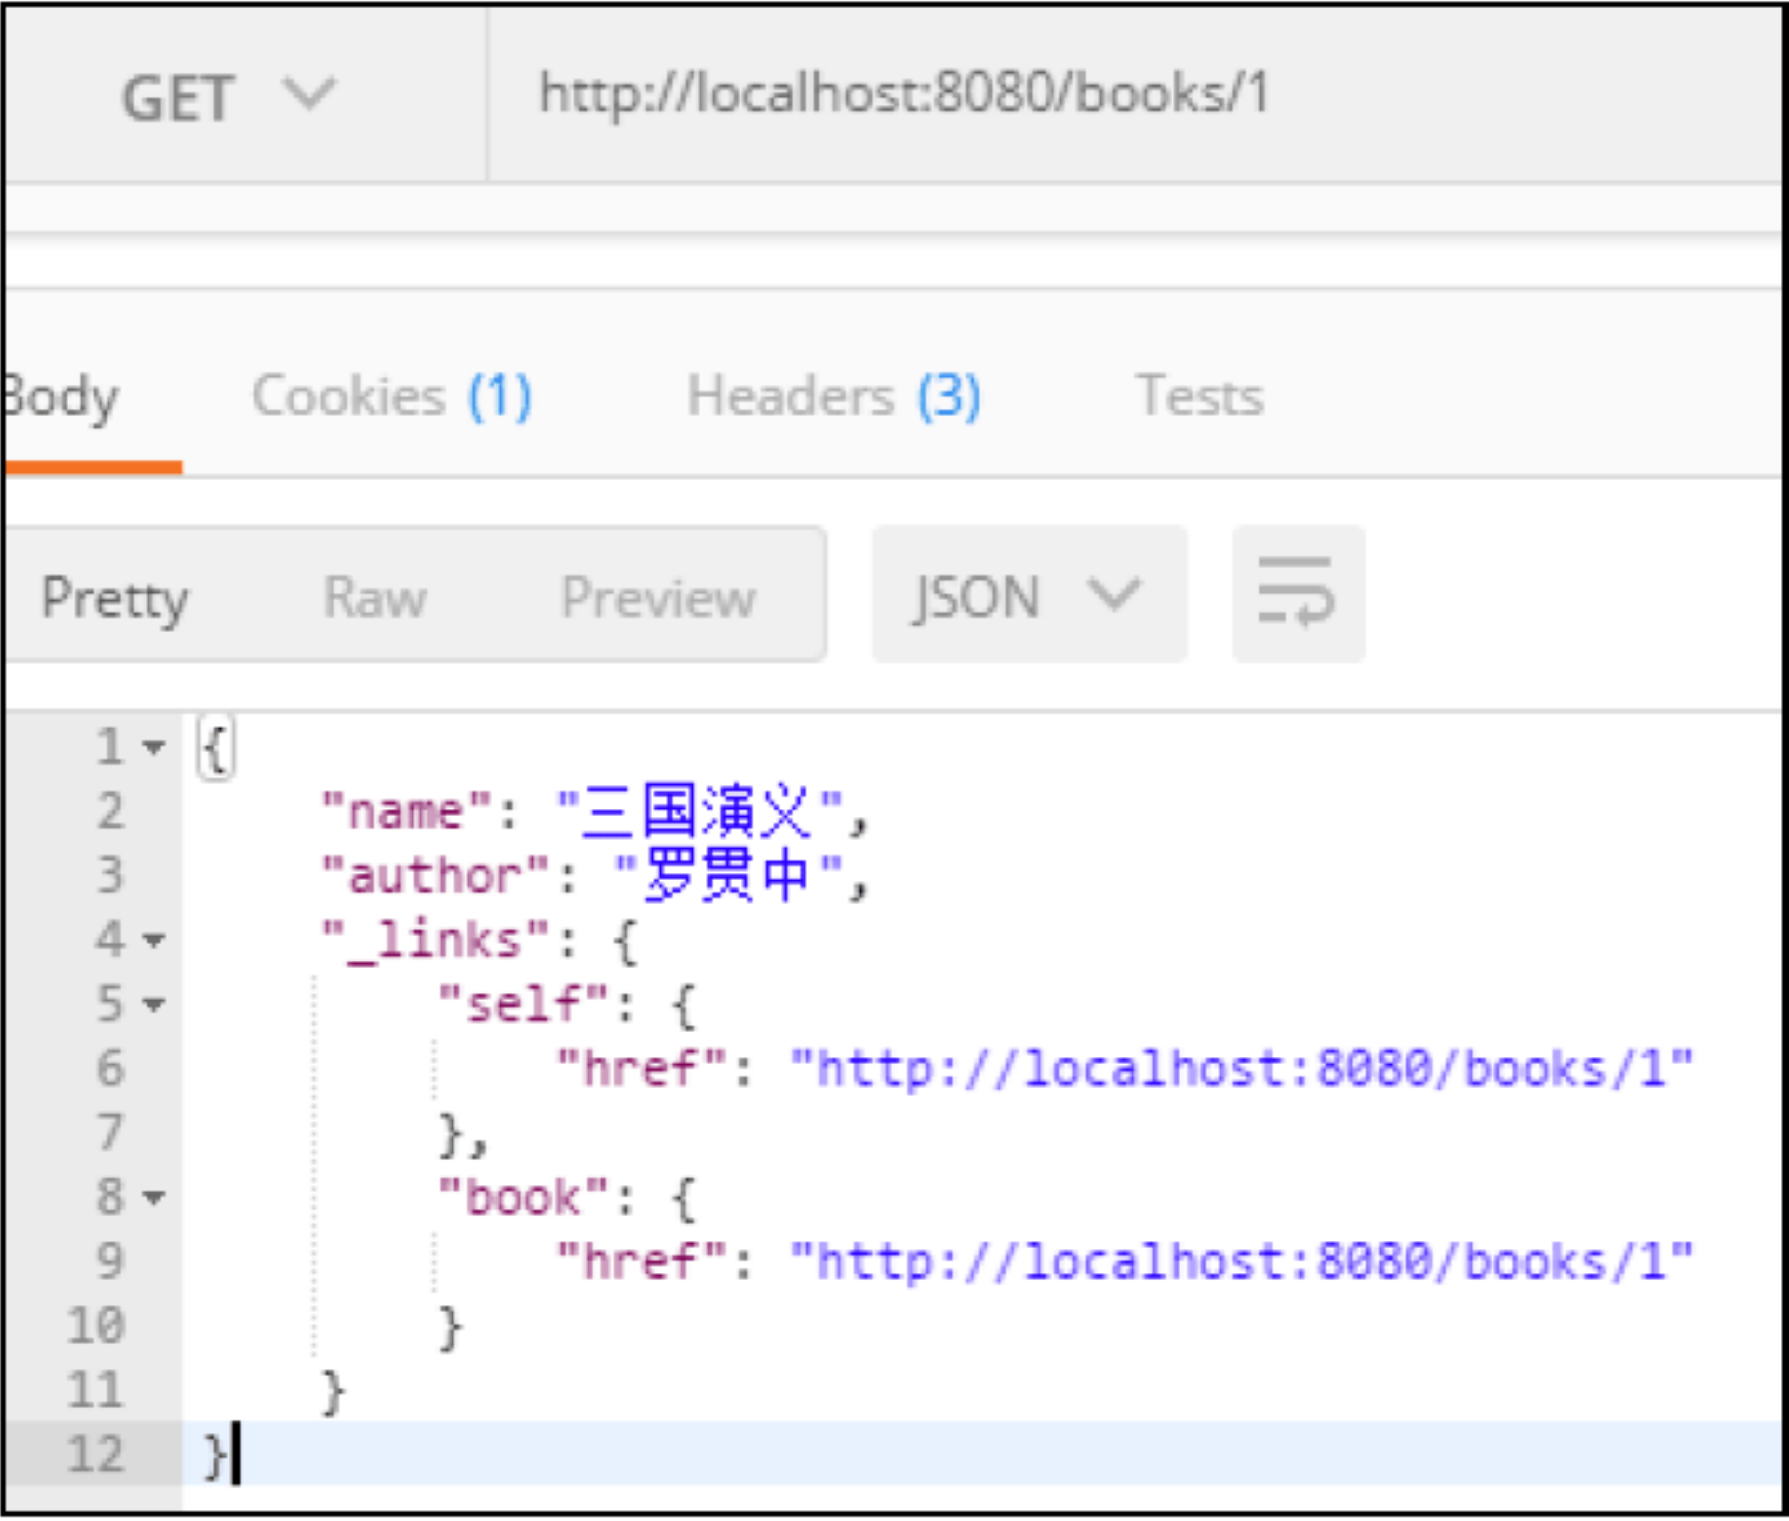 GET http://localhost:8080/books/1
Body Cookies (1) Headers (3) Tests
Pretty Raw Preview JSON
1 {
2 "name": "三国演义",
3 "author": "罗贯中",
4 "_links": {
5 "self": {
6 "href": "http://localhost:8080/books/1"
7 },
8 "book": {
9 "href": "http://localhost:8080/books/1"
10 }
11 }
12 }